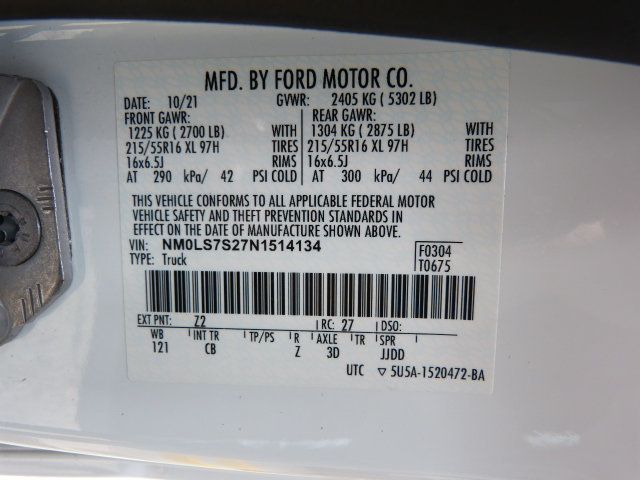 MFD. BY FORD MOTOR CO.
DATE: 10/21 GVWR: 2405 KG ( 5302 LB)
FRONT GAWR: REAR GAWR:
1225 KG ( 2700 LB) WITH 1304 KG ( 2875 LB) WITH
215/55R16 XL 97H TIRES 215/55R16 XL 97H TIRES
16x6.5J RIMS 16x6.5J RIMS
AT 290 kPa/ 42 PSI COLD AT 300 kPa/ 44 PSI COLD
THIS VEHICLE CONFORMS TO ALL APPLICABLE FEDERAL MOTOR
VEHICLE SAFETY AND THEFT PREVENTION STANDARDS IN
EFFECT ON THE DATE OF MANUFACTURE SHOWN ABOVE.
VIN: NM0LS7S27N1514134 F0304
TYPE: Truck T0675
EXT PNT: Z2 RC: 27 DSO:
WB INT TR TP/PS R AXLE TR SPR
121 CB Z 3D JJDD
UTC ▽ 5U5A-1520472-BA